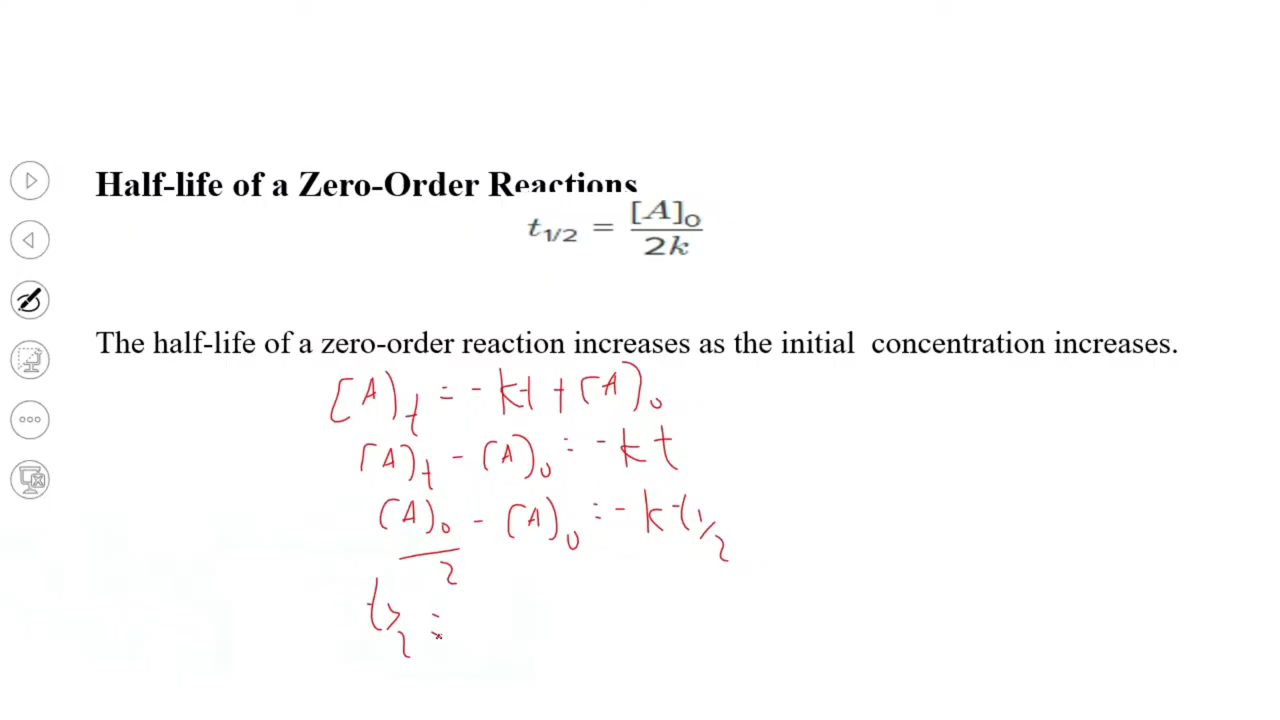 Half-life of a Zero-Order Reactions
t1/2 = [A]0 / 2k
The half-life of a zero-order reaction increases as the initial concentration increases.
[A]t = -kt + [A]0
[A]t - [A]0 = -kt
[A]0 / 2 - [A]0 = -kt1/2
t1/2 =